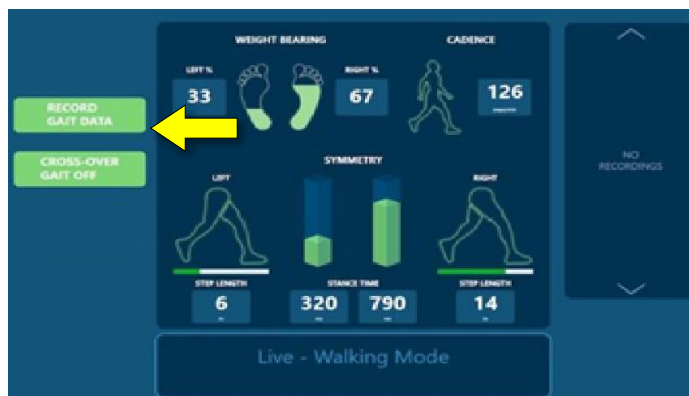 WEIGHT BEARING
CADENCE
LEFT %
RIGHT %
33
67
126
RECORD
GAIT DATA
CROSS-OVER
GAIT OFF
NO
RECORDINGS
SYMMETRY
LEFT
RIGHT
STEP LENGTH
STANCE TIME
STEP LENGTH
6
320
790
14
Live - Walking Mode